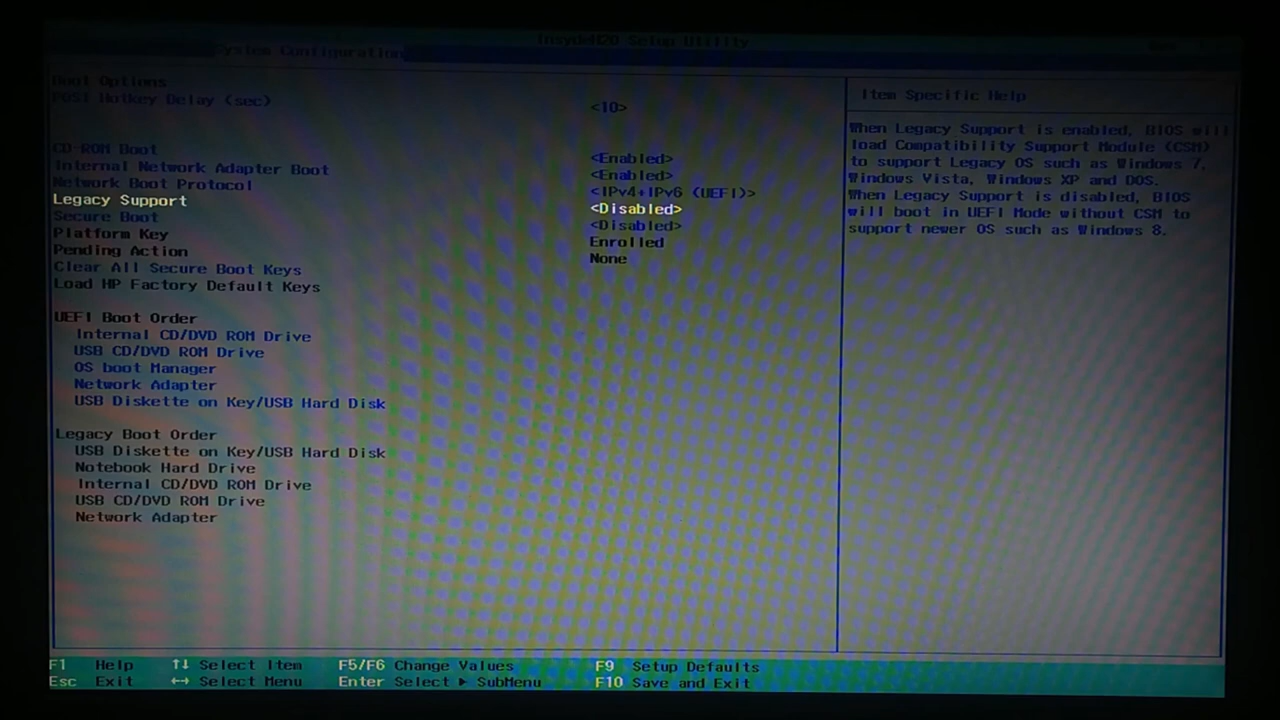 InsydeH20 Setup Utility
System Configuration
Boot Options
POST Hotkey Delay (sec) <10>
CD-ROM Boot <Enabled>
Internal Network Adapter Boot <Enabled>
Network Boot Protocol <IPv4+IPv6 (UEFI)>
Legacy Support <Disabled>
Secure Boot <Disabled>
Platform Key Enrolled
Pending Action None
Clear All Secure Boot Keys
Load HP Factory Default Keys
UEFI Boot Order
Internal CD/DVD ROM Drive
USB CD/DVD ROM Drive
OS boot Manager
Network Adapter
USB Diskette on Key/USB Hard Disk
Legacy Boot Order
USB Diskette on Key/USB Hard Disk
Notebook Hard Drive
Internal CD/DVD ROM Drive
USB CD/DVD ROM Drive
Network Adapter
Item Specific Help
When Legacy Support is enabled, BIOS will
load Compatibility Support Module (CSM)
to support Legacy OS such as Windows 7,
Windows Vista, Windows XP and DOS.
When Legacy Support is disabled, BIOS
will boot in UEFI Mode without CSM to
support newer OS such as Windows 8.
F1 Help ↑↓ Select Item F5/F6 Change Values F9 Setup Defaults
Esc Exit ↔ Select Menu Enter Select ▶ SubMenu F10 Save and Exit